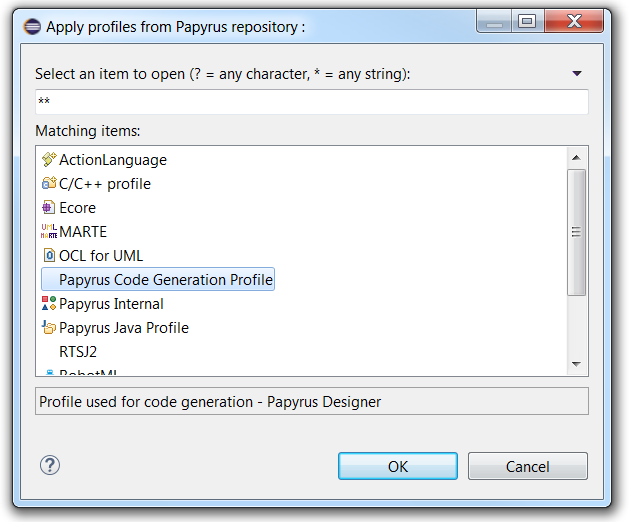 Apply profiles from Papyrus repository :
Select an item to open (? = any character, * = any string):
**
Matching items:
ActionLanguage
C/C++ profile
Ecore
UML MARTE MARTE
OCL for UML
Papyrus Code Generation Profile
Papyrus Internal
Papyrus Java Profile
RTSJ2
RobotML
Profile used for code generation - Papyrus Designer
?
OK Cancel